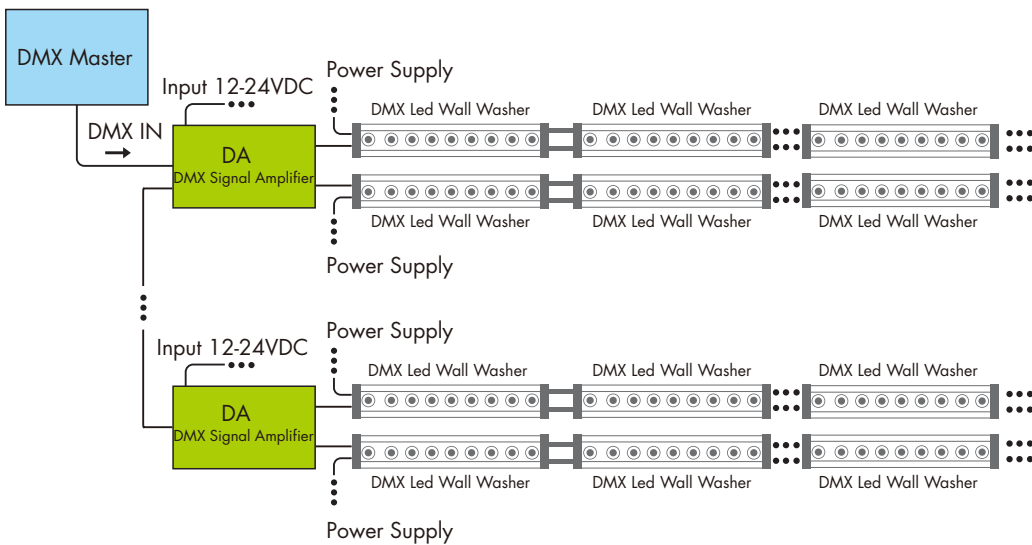 DMX Master
Input 12-24VDC
Power Supply
DMX Led Wall Washer
DMX Led Wall Washer
DMX Led Wall Washer
DMX IN
DA
DMX Signal Amplifier
DMX Led Wall Washer
DMX Led Wall Washer
DMX Led Wall Washer
Power Supply
Power Supply
Input 12-24VDC
DMX Led Wall Washer
DMX Led Wall Washer
DMX Led Wall Washer
DA
DMX Signal Amplifier
DMX Led Wall Washer
DMX Led Wall Washer
DMX Led Wall Washer
Power Supply